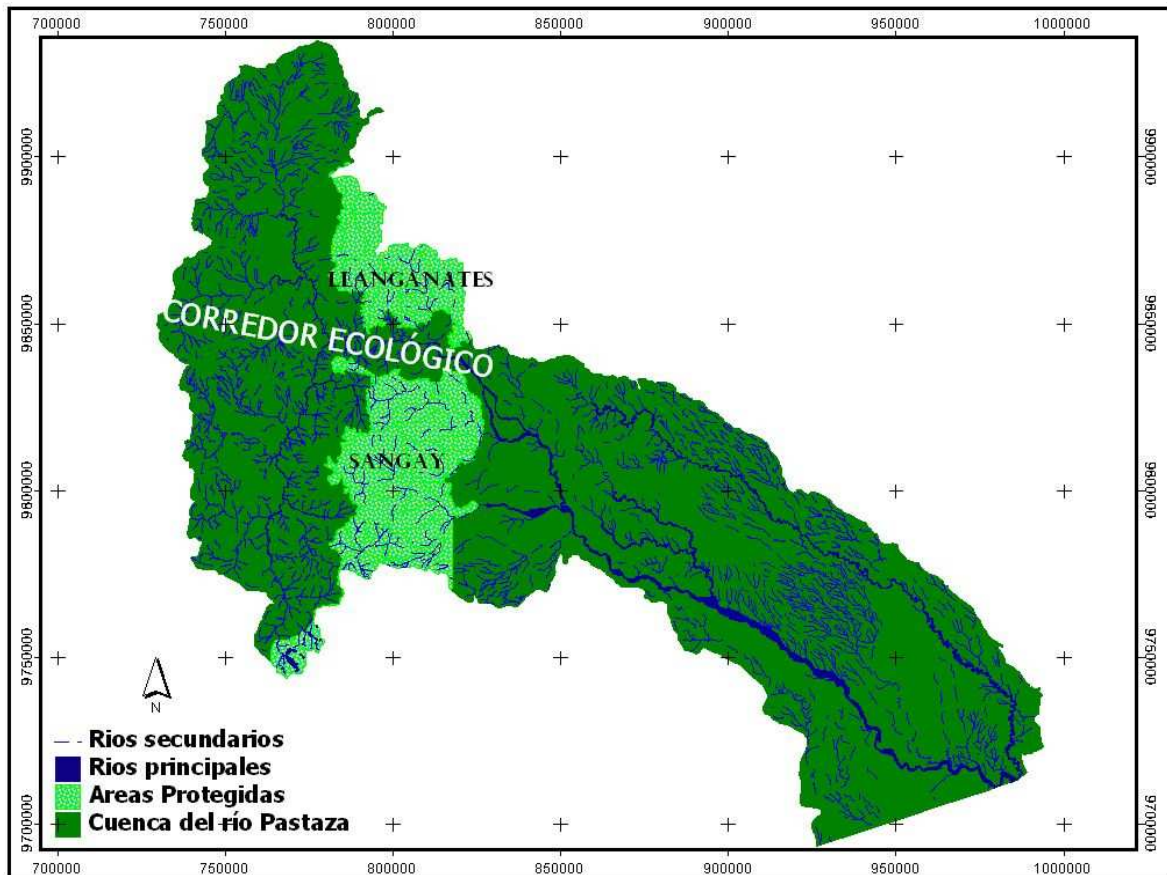 700000 750000 800000 850000 900000 950000 1000000
9900000 9900000
LLANGANATES
9850000 9850000
CORREDOR ECOLÓGICO
SANGAY
9800000 9800000
9750000 9750000
N
Rios secundarios
Rios principales
Areas Protegidas
Cuenca del río Pastaza
9700000 9700000
700000 750000 800000 850000 900000 950000 1000000